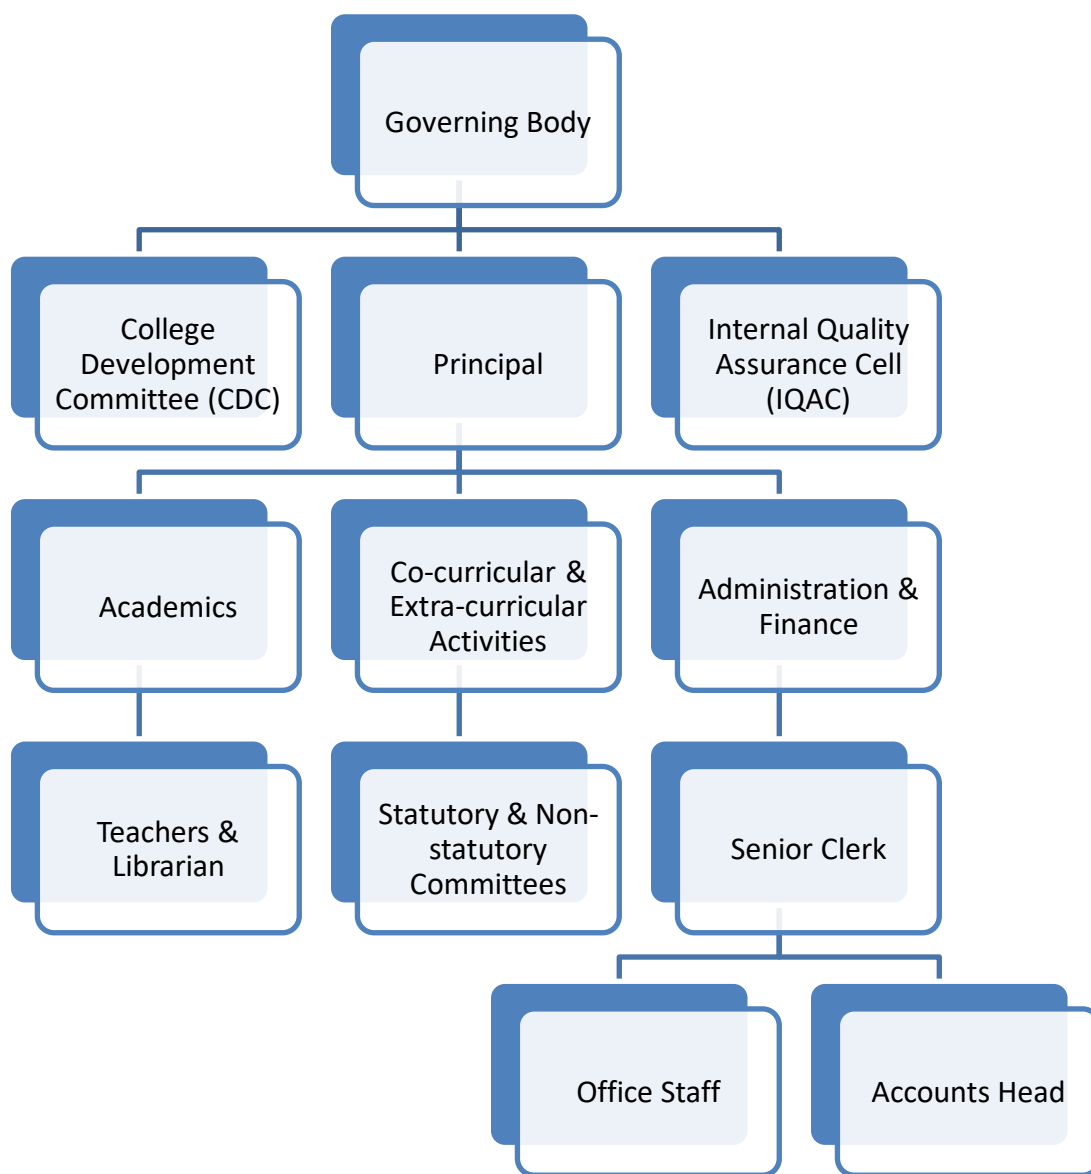 Governing Body
College
Development
Committee (CDC)
Principal
Internal Quality
Assurance Cell
(IQAC)
Academics
Co-curricular &
Extra-curricular
Activities
Administration &
Finance
Teachers &
Librarian
Statutory & Non-
statutory
Committees
Senior Clerk
Office Staff
Accounts Head